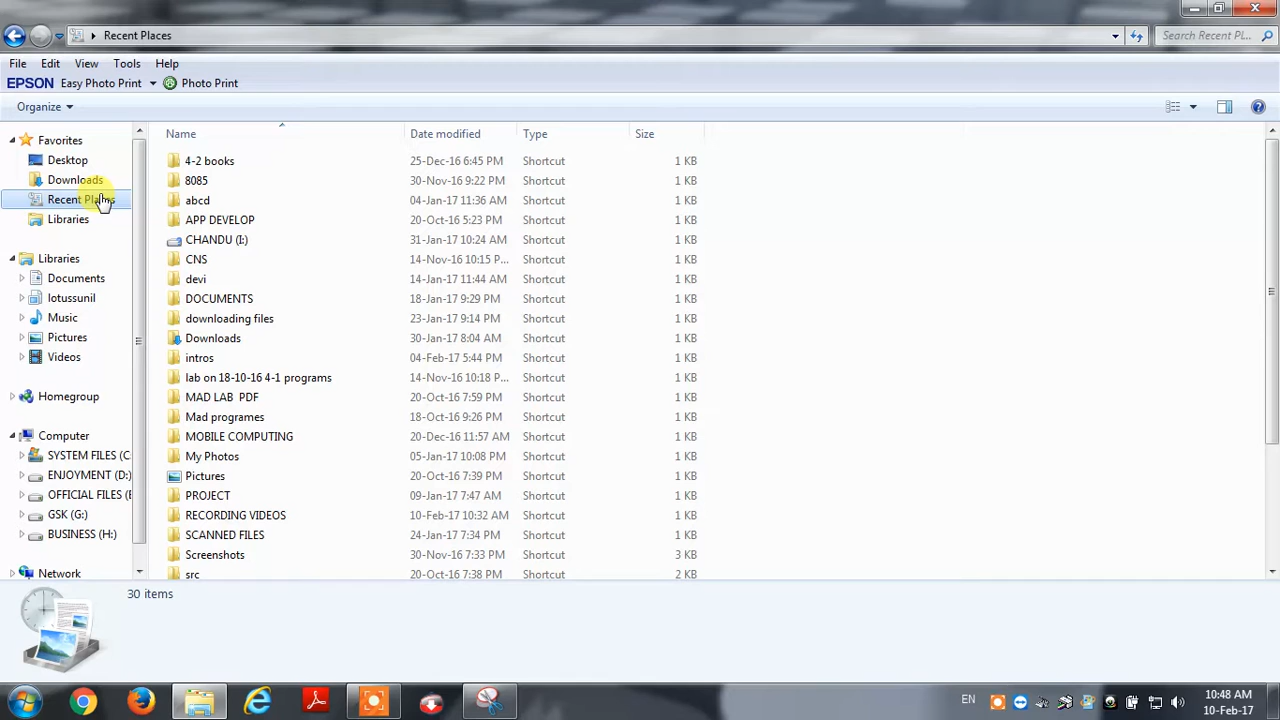 Recent Places
Search Recent Pl...
File Edit View Tools Help
EPSON Easy Photo Print Photo Print
Organize
Favorites
Desktop
Downloads
Recent Places
Libraries
Libraries
Documents
lotussunil
Music
Pictures
Videos
Homegroup
Computer
SYSTEM FILES (C
ENJOYMENT (D:)
OFFICIAL FILES (E
GSK (G:)
BUSINESS (H:)
Network
Name Date modified Type Size
4-2 books 25-Dec-16 6:45 PM Shortcut 1 KB
8085 30-Nov-16 9:22 PM Shortcut 1 KB
abcd 04-Jan-17 11:36 AM Shortcut 1 KB
APP DEVELOP 20-Oct-16 5:23 PM Shortcut 1 KB
CHANDU (I:) 31-Jan-17 10:24 AM Shortcut 1 KB
CNS 14-Nov-16 10:15 P... Shortcut 1 KB
devi 14-Jan-17 11:44 AM Shortcut 1 KB
DOCUMENTS 18-Jan-17 9:29 PM Shortcut 1 KB
downloading files 23-Jan-17 9:14 PM Shortcut 1 KB
Downloads 30-Jan-17 8:04 AM Shortcut 1 KB
intros 04-Feb-17 5:44 PM Shortcut 1 KB
lab on 18-10-16 4-1 programs 14-Nov-16 10:18 P... Shortcut 1 KB
MAD LAB PDF 20-Oct-16 7:59 PM Shortcut 1 KB
Mad programes 18-Oct-16 9:26 PM Shortcut 1 KB
MOBILE COMPUTING 20-Dec-16 11:57 AM Shortcut 1 KB
My Photos 05-Jan-17 10:08 PM Shortcut 1 KB
Pictures 20-Oct-16 7:39 PM Shortcut 1 KB
PROJECT 09-Jan-17 7:47 AM Shortcut 1 KB
RECORDING VIDEOS 10-Feb-17 10:32 AM Shortcut 1 KB
SCANNED FILES 24-Jan-17 7:34 PM Shortcut 1 KB
Screenshots 30-Nov-16 7:33 PM Shortcut 3 KB
src 20-Oct-16 7:38 PM Shortcut 2 KB
30 items
EN
10:48 AM
10-Feb-17